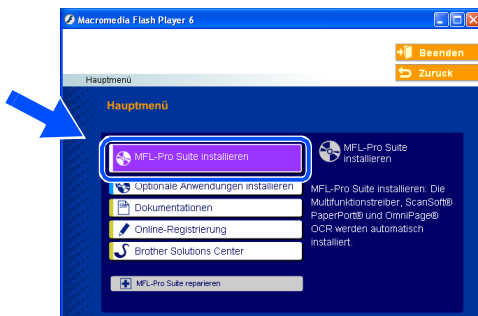 Macromedia Flash Player 6
Beenden
Zuruck
Hauptmenü
Hauptmenü
MFL-Pro Suite installieren
Optionale Anwendungen installieren
Dokumentationen
Online-Registrierung
Brother Solutions Center
MFL-Pro Suite reparieren
MFL-Pro Suite
installieren
MFL-Pro Suite installieren: Die
Multifunktionstreiber, ScanSoft®
PaperPort® und OmniPage®
OCR werden automatisch
installiert.